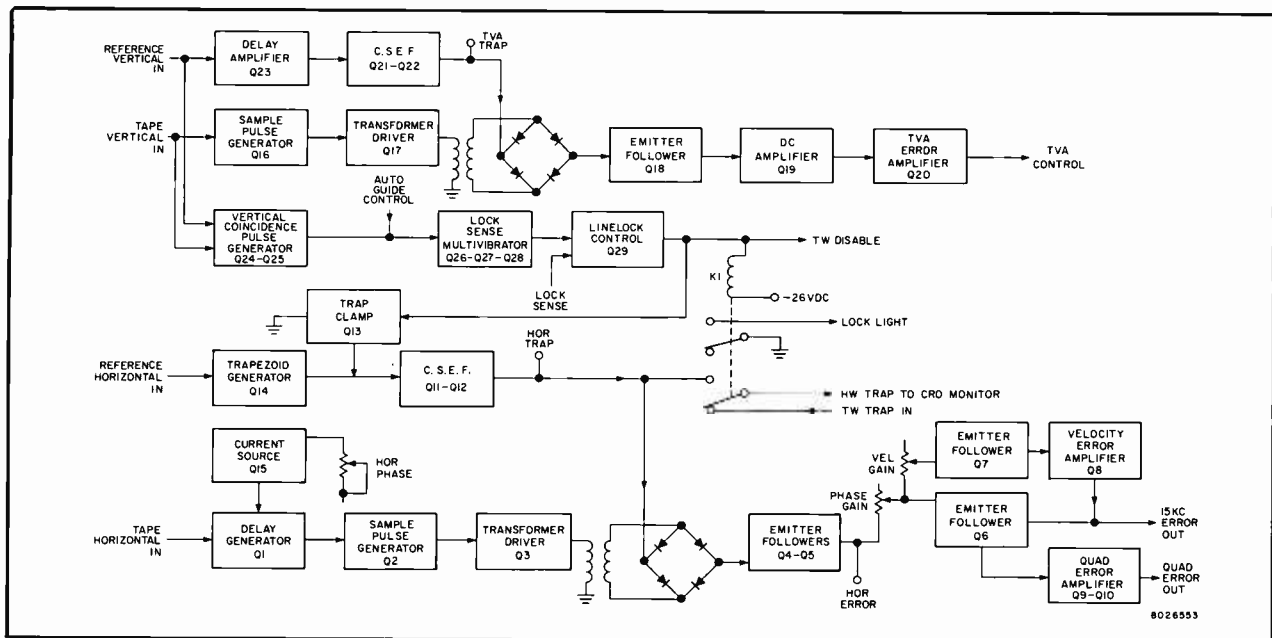 REFERENCE
VERTICAL
IN
DELAY
AMPLIFIER
Q23
C.S.E.F
Q21-Q22
TVA
TRAP
TAPE
VERTICAL
IN
SAMPLE
PULSE
GENERATOR
Q16
TRANSFORMER
DRIVER
Q17
EMITTER
FOLLOWER
Q18
DC
AMPLIFIER
Q19
TVA
ERROR
AMPLIFIER
Q20
TVA
CONTROL
AUTO
GUIDE
CONTROL
VERTICAL
COINCIDENCE
PULSE
GENERATOR
Q24-Q25
LOCK
SENSE
MULTIVIBRATOR
Q26-Q27-Q28
LINELOCK
CONTROL
Q29
TW DISABLE
LOCK
SENSE
K1
-26VDC
LOCK LIGHT
TRAP
CLAMP
Q13
HOR
TRAP
REFERENCE
HORIZONTAL
IN
TRAPEZOID
GENERATOR
Q14
C.S.E.F.
Q11-Q12
HW TRAP TO CRO MONITOR
TW TRAP IN
CURRENT
SOURCE
Q15
HOR
PHASE
VEL
GAIN
EMITTER
FOLLOWER
Q7
VELOCITY
ERROR
AMPLIFIER
Q8
PHASE
GAIN
TAPE
HORIZONTAL
IN
DELAY
GENERATOR
Q1
SAMPLE
PULSE
GENERATOR
Q2
TRANSFORMER
DRIVER
Q3
EMITTER
FOLLOWERS
Q4-Q5
EMITTER
FOLLOWER
Q6
15KC
ERROR
OUT
HOR
ERROR
QUAD
ERROR
AMPLIFIER
Q9-Q10
QUAD
ERROR
OUT
8026553